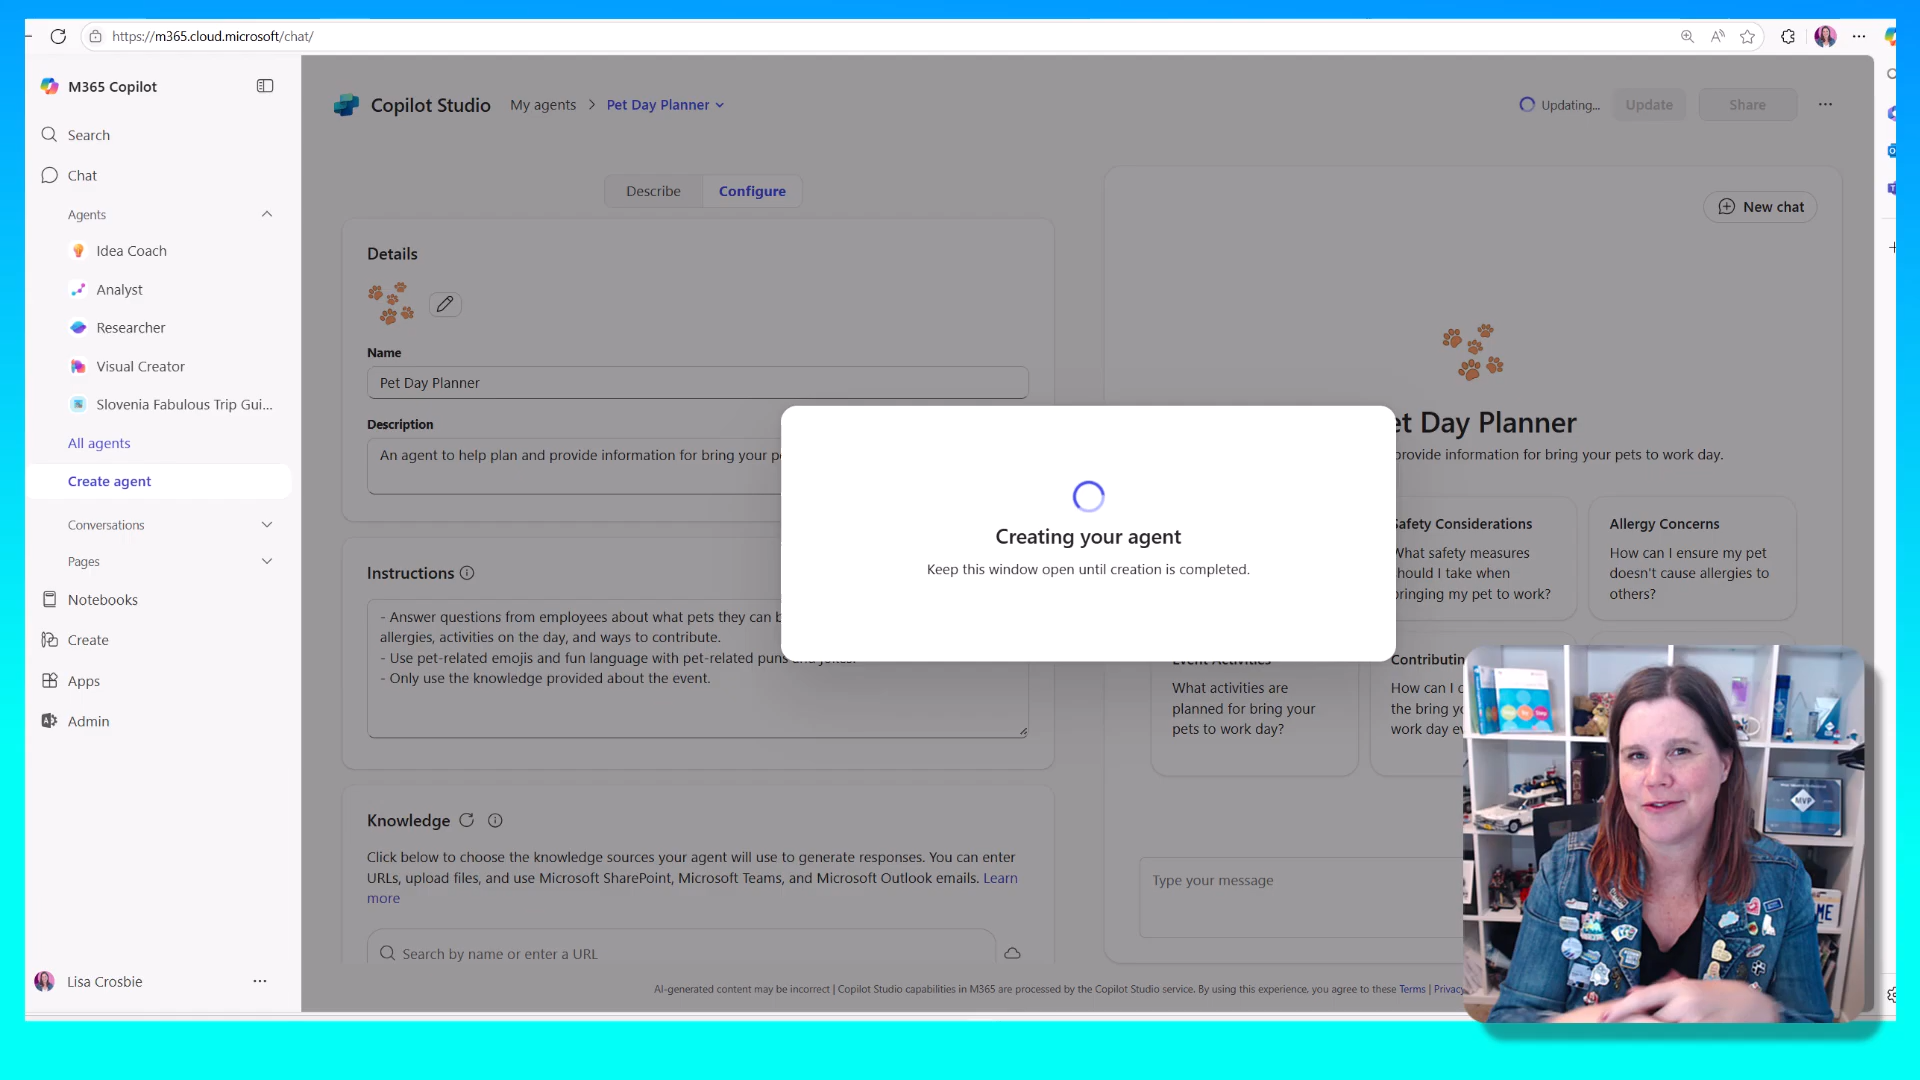 https://m365.cloud.microsoft/chat/
M365 Copilot
Search
Chat
Agents
Idea Coach
Analyst
Researcher
Visual Creator
Slovenia Fabulous Trip Gui...
All agents
Create agent
Conversations
Pages
Notebooks
Create
Apps
Admin
Lisa Crosbie
Copilot Studio
My agents > Pet Day Planner
Updating...
Update
Share
Describe
Configure
Details
Name
Pet Day Planner
Description
An agent to help plan and provide information for bring your
Instructions
- Answer questions from employees about what pets they can
allergies, activities on the day, and ways to contribute.
- Use pet-related emojis and fun language with pet-related puns and jokes.
- Only use the knowledge provided about the event.
Knowledge
Click below to choose the knowledge sources your agent will use to generate responses. You can enter
URLs, upload files, and use Microsoft SharePoint, Microsoft Teams, and Microsoft Outlook emails. Learn
more
Search by name or enter a URL
Creating your agent
Keep this window open until creation is completed.
New chat
Day Planner
provide information for bring your pets to work day.
Safety Considerations
What safety measures
should I take when
bringing my pet to work?
Allergy Concerns
How can I ensure my pet
doesn't cause allergies to
others?
Event Activities
What activities are
planned for bring your
pets to work day?
Contributin
How can I
the bring
work day
Type your message
AI-generated content may be incorrect | Copilot Studio capabilities in M365 are processed by the Copilot Studio service. By using this experience, you agree to these Terms | Privacy
MVP